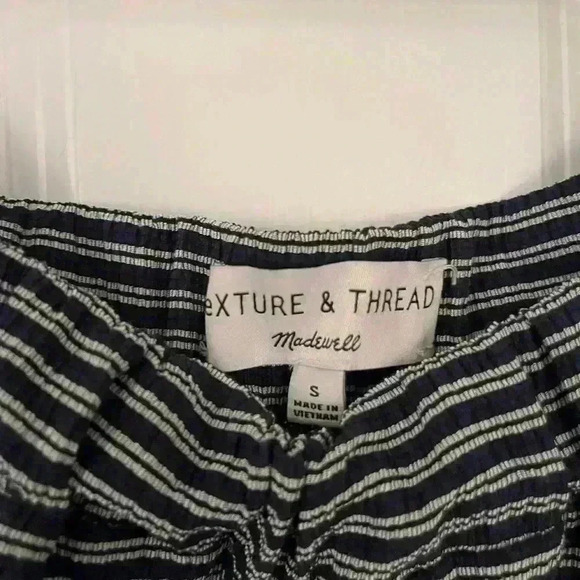 eXTURE & THREAD
Madewell
S
MADE IN
VIETNAM